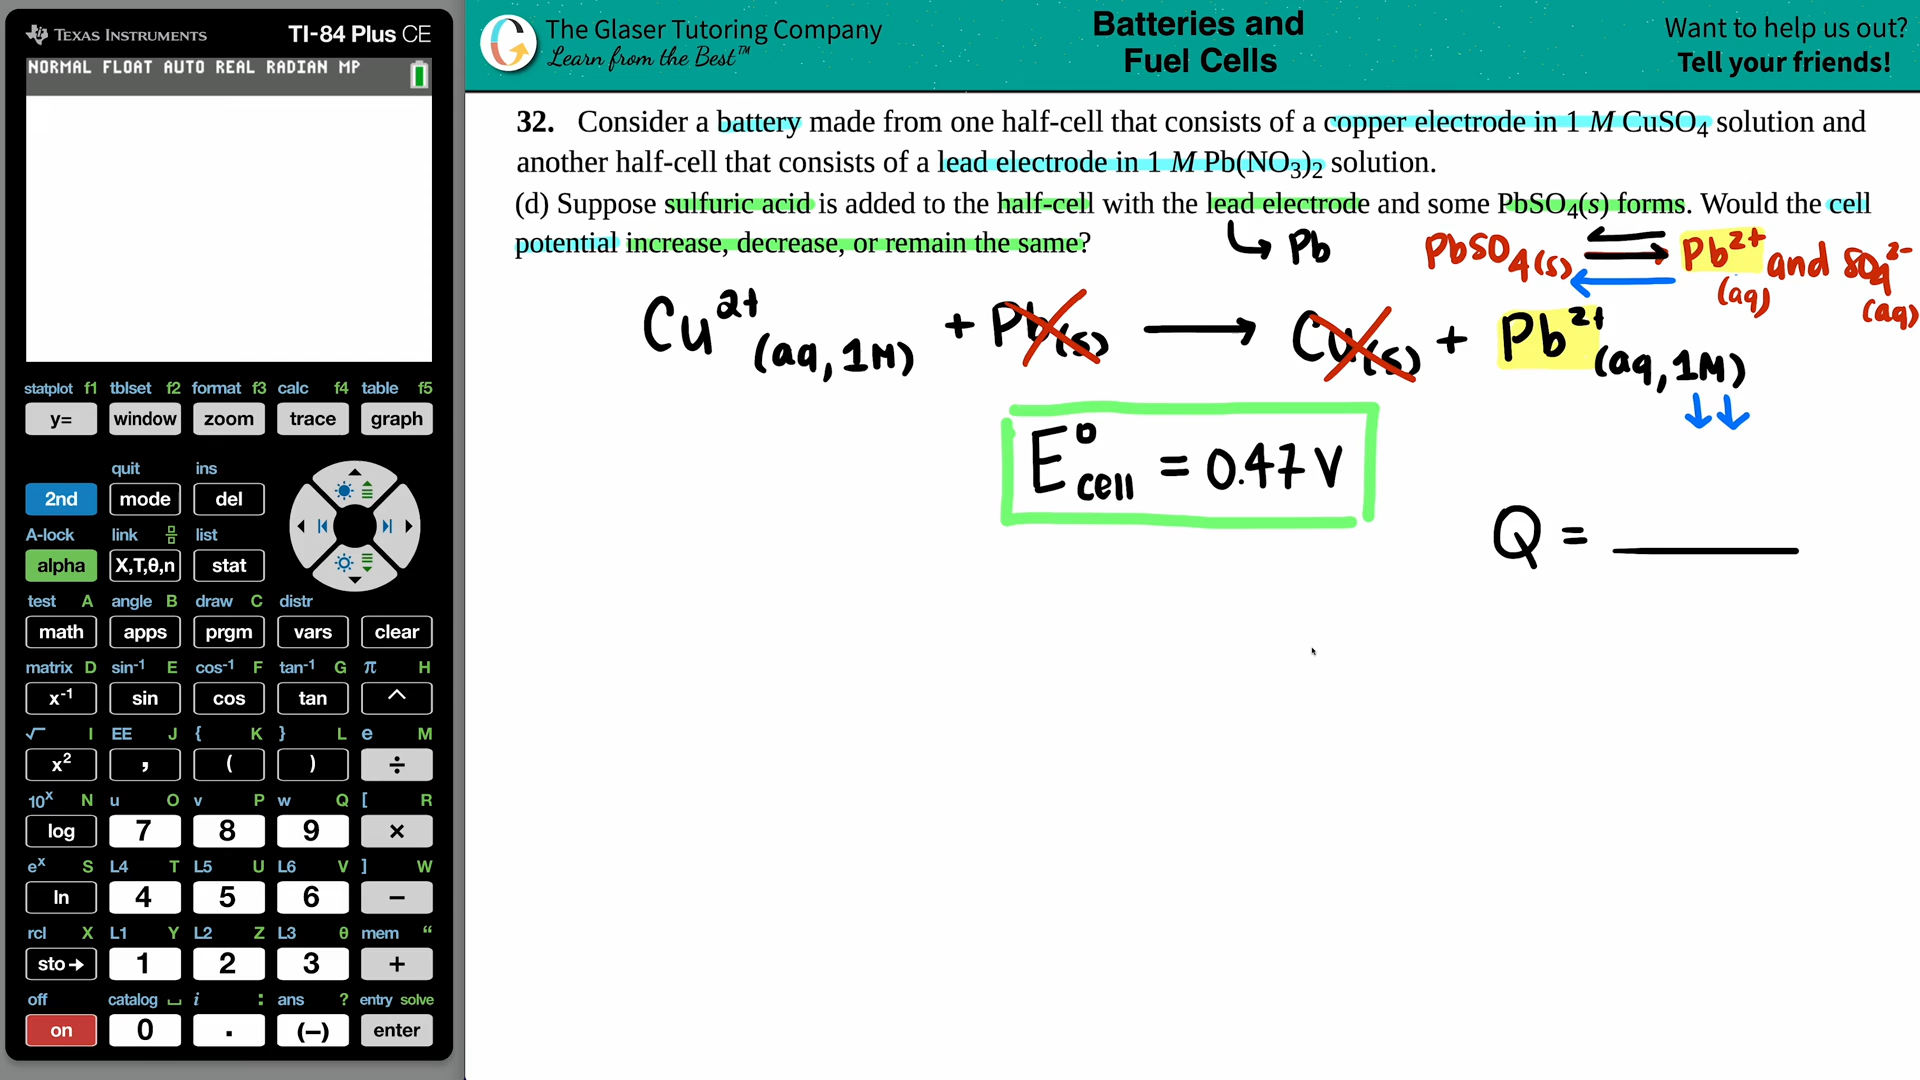 TEXAS INSTRUMENTS TI-84 Plus CE
NORMAL FLOAT AUTO REAL RADIAN MP
statplot f1 tblset f2 format f3 calc f4 table f5
y= window zoom trace graph
quit ins
2nd mode del
A-lock link list
alpha X,T,θ,n stat
test A angle B draw C distr
math apps prgm vars clear
matrix D sin⁻¹ E cos⁻¹ F tan⁻¹ G π H
x⁻¹ sin cos tan ^
√ I EE J { K } L e M
x² , ( ) ÷
10ˣ N u O v P w Q [ R
log 7 8 9 ×
eˣ S L4 T L5 U L6 V ] W
ln 4 5 6 −
rcl X L1 Y L2 Z L3 θ mem “
sto→ 1 2 3 +
off catalog ⎵ i : ans ? entry solve
on 0 . (−) enter
The Glaser Tutoring Company
Learn from the Best™
Batteries and
Fuel Cells
Want to help us out?
Tell your friends!
32. Consider a battery made from one half-cell that consists of a copper electrode in 1 M CuSO₄ solution and
another half-cell that consists of a lead electrode in 1 M Pb(NO₃)₂ solution.
(d) Suppose sulfuric acid is added to the half-cell with the lead electrode and some PbSO₄(s) forms. Would the cell
potential increase, decrease, or remain the same?
Pb
PbSO₄(s) ⇌ Pb²⁺(aq) and SO₄²⁻(aq)
Cu²⁺(aq, 1M) + Pb(s) → Cu(s) + Pb²⁺(aq, 1M)
E°cell = 0.47 V
Q =